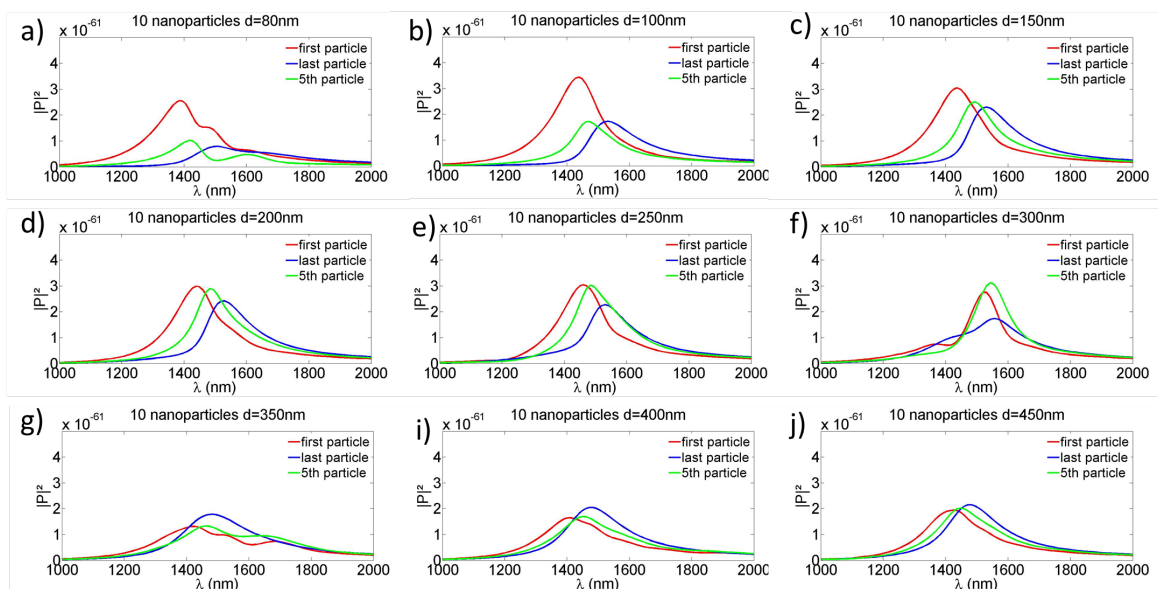 a)
x 10 -61
10 nanoparticles d=80nm
5
4
3
2
1
0
|P|²
1000 1200 1400 1600 1800 2000
λ (nm)
first particle
last particle
5th particle
b)
x 10 -61
10 nanoparticles d=100nm
5
4
3
2
1
0
|P|²
1000 1200 1400 1600 1800 2000
λ (nm)
first particle
last particle
5th particle
c)
x 10 -61
10 nanoparticles d=150nm
5
4
3
2
1
0
|P|²
1000 1200 1400 1600 1800 2000
λ (nm)
first particle
last particle
5th particle
d)
x 10 -61
10 nanoparticles d=200nm
5
4
3
2
1
0
|P|²
1000 1200 1400 1600 1800 2000
λ (nm)
first particle
last particle
5th particle
e)
x 10 -61
10 nanoparticles d=250nm
5
4
3
2
1
0
|P|²
1000 1200 1400 1600 1800 2000
λ (nm)
first particle
last particle
5th particle
f)
x 10 -61
10 nanoparticles d=300nm
5
4
3
2
1
0
|P|²
1000 1200 1400 1600 1800 2000
λ (nm)
first particle
last particle
5th particle
g)
x 10 -61
10 nanoparticles d=350nm
5
4
3
2
1
0
|P|²
1000 1200 1400 1600 1800 2000
λ (nm)
first particle
last particle
5th particle
i)
x 10 -61
10 nanoparticles d=400nm
5
4
3
2
1
0
|P|²
1000 1200 1400 1600 1800 2000
λ (nm)
first particle
last particle
5th particle
j)
x 10 -61
10 nanoparticles d=450nm
5
4
3
2
1
0
|P|²
1000 1200 1400 1600 1800 2000
λ (nm)
first particle
last particle
5th particle